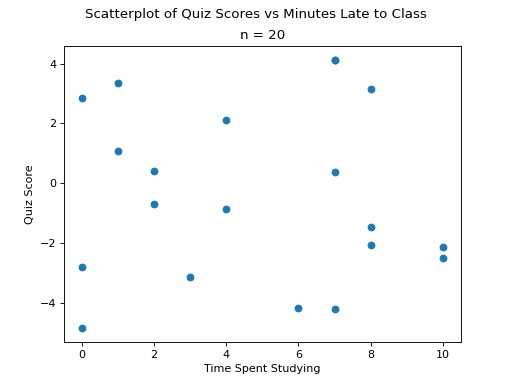 Scatterplot of Quiz Scores vs Minutes Late to Class
n = 20
4
2
0
−2
−4
Quiz Score
0 2 4 6 8 10
Time Spent Studying